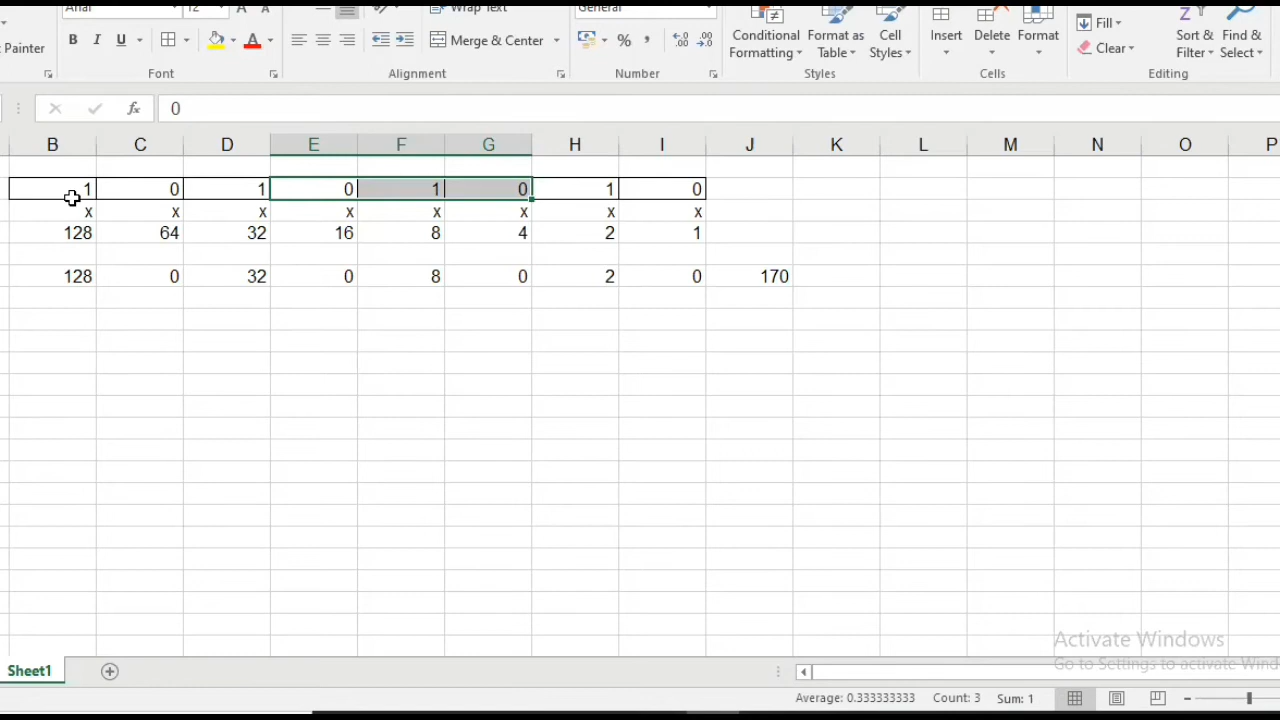 Arial 12 A A Wrap Text General
Painter B I U A Merge & Center % Conditional Formatting Format as Table Cell Styles Insert Delete Format Fill Clear Sort & Filter Find & Select
Font Alignment Number Styles Cells Editing
fx 0
B C D E F G H I J K L M N O P
1 0 1 0 1 0 1 0
x x x x x x x x
128 64 32 16 8 4 2 1
128 0 32 0 8 0 2 0 170
Activate Windows
Go to Settings to activate Wind
Sheet1
Average: 0.333333333 Count: 3 Sum: 1